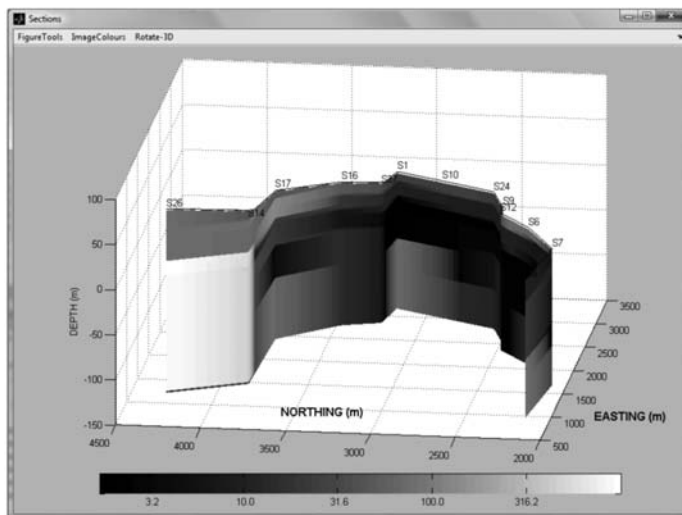 Sections
FigureTools ImageColours Rotate-3D
S1
S17 S16 S10
S24
S26 S14 S9
S12
S6
S7
100
50
0
-50
-100
-150
DEPTH (m)
4500 4000 3500 3000 2500 2000
NORTHING (m)
3500
3000
2500
2000
1500
1000
500
EASTING (m)
3.2 10.0 31.6 100.0 316.2